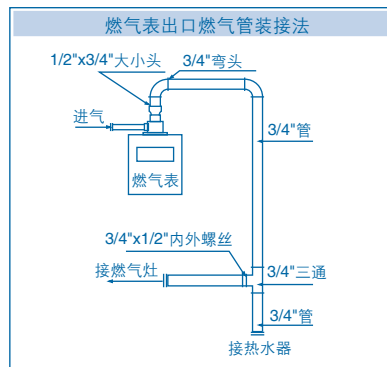 燃气表出口燃气管装接法
1/2"x3/4"大小头
3/4"弯头
进气
3/4"管
燃气表
3/4"x1/2"内外螺丝
接燃气灶
3/4"三通
3/4"管
接热水器